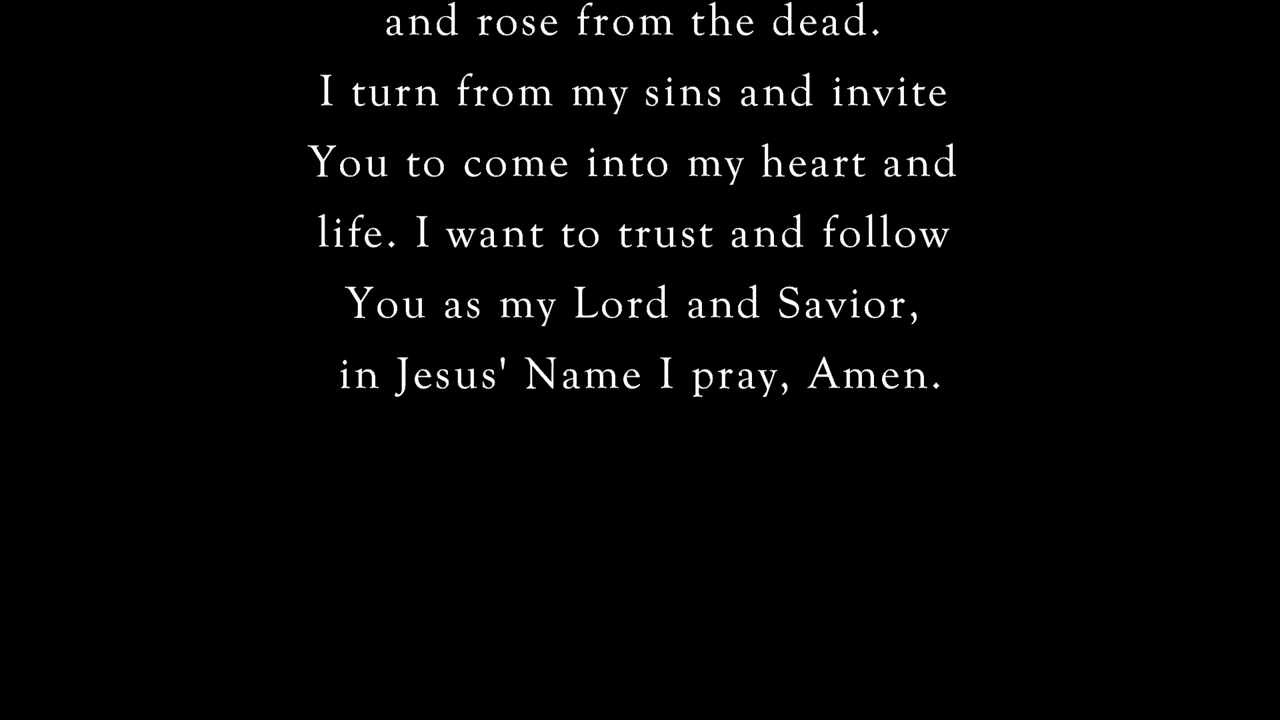 and rose from the dead.
I turn from my sins and invite
You to come into my heart and
life. I want to trust and follow
You as my Lord and Savior,
in Jesus' Name I pray, Amen.